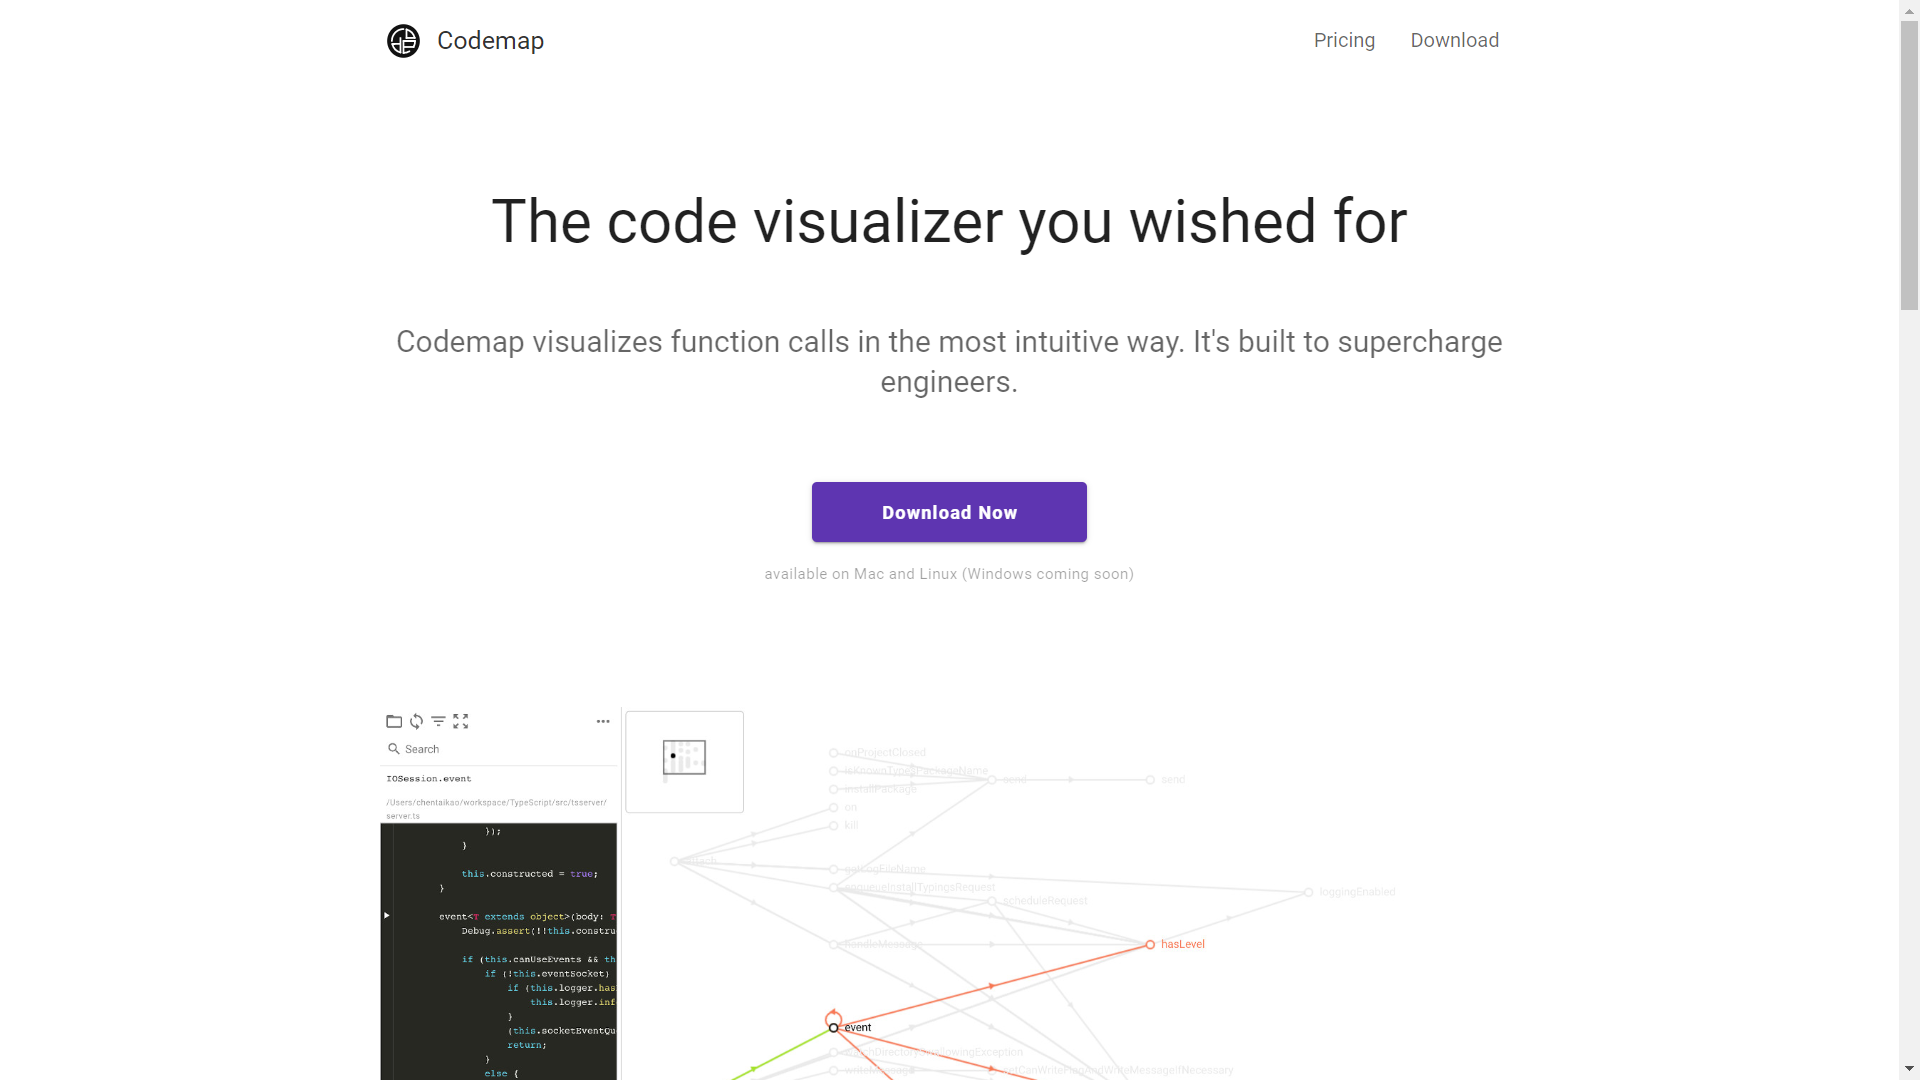 Codemap
Pricing
Download
The code visualizer you wished for
Codemap visualizes function calls in the most intuitive way. It's built to supercharge
engineers.
Download Now
available on Mac and Linux (Windows coming soon)
Search
IOSession.event
/Users/chentaikao/workspace/TypeScript/src/tsserver/
server.ts
});
}
this.constructed = true;
}
event<T extends object>(body: T
Debug.assert(!!this.constru
if (this.canUseEvents && th
if (!this.eventSocket)
if (this.logger.has
this.logger.inf
}
(this.socketEventQu
return;
}
else {
onProjectClosed
isKnownTypesPackageName
installPackage
on
kill
send
send
attach
getLogFileName
enqueueInstallTypingsRequest
scheduleRequest
loggingEnabled
handleMessage
hasLevel
event
writeMessage
setCanWriteFlagAndWriteMessageIfNecessary